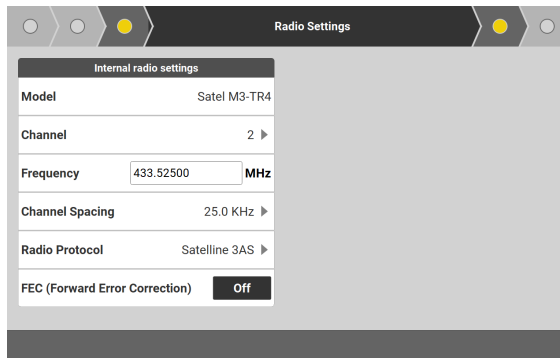 Radio Settings
Internal radio settings
Model Satel M3-TR4
Channel 2
Frequency 433.52500 MHz
Channel Spacing 25.0 KHz
Radio Protocol Satelline 3AS
FEC (Forward Error Correction) Off